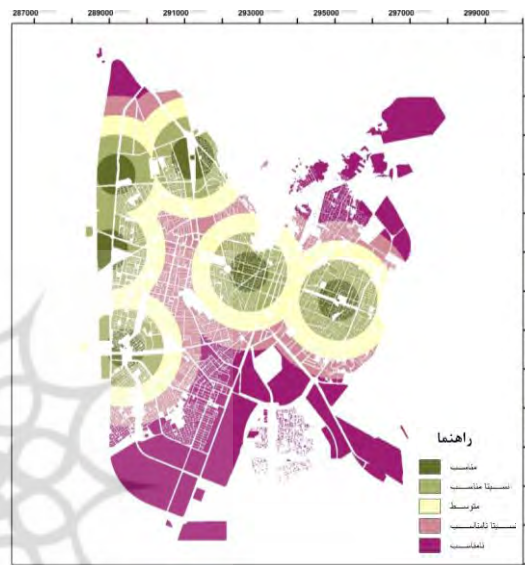 287000 289000 291000 293000 295000 297000 299000
راهنما
مناسب
نسبتا مناسب
متوسط
نسبتا نامناسب
نامناسب